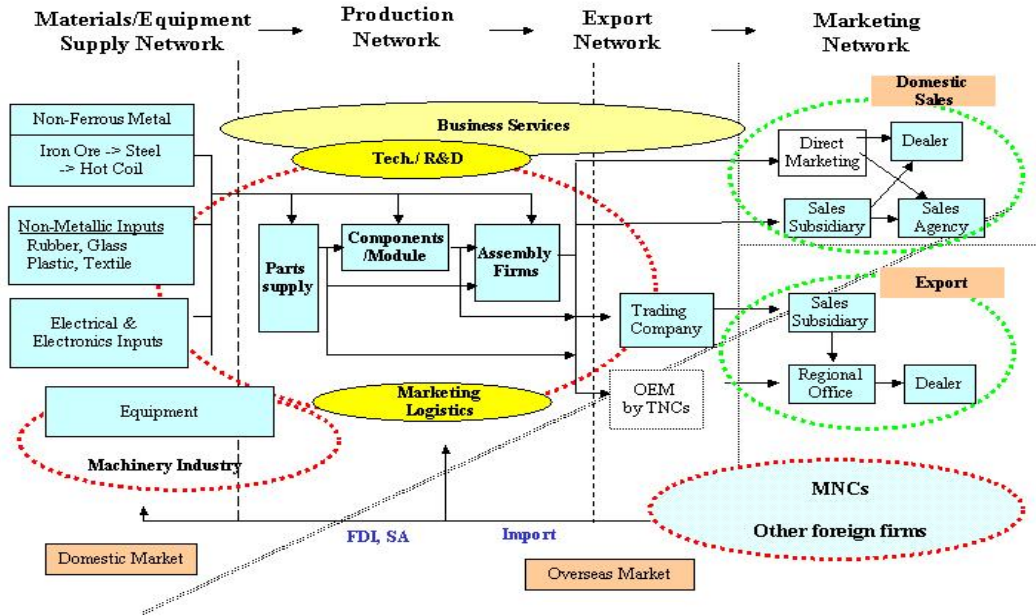 Materials/Equipment
Supply Network
Production
Network
Export
Network
Marketing
Network
Non-Ferrous Metal
Iron Ore -> Steel
-> Hot Coil
Non-Metallic Inputs
Rubber, Glass
Plastic, Textile
Electrical &
Electronics Inputs
Equipment
Machinery Industry
Business Services
Tech./ R&D
Parts
supply
Components
/Module
Assembly
Firms
Marketing
Logistics
Trading
Company
OEM
by TNCs
Domestic
Sales
Direct
Marketing
Dealer
Sales
Subsidiary
Sales
Agency
Export
Sales
Subsidiary
Regional
Office
Dealer
MNCs
Other foreign firms
FDI, SA
Import
Domestic Market
Overseas Market